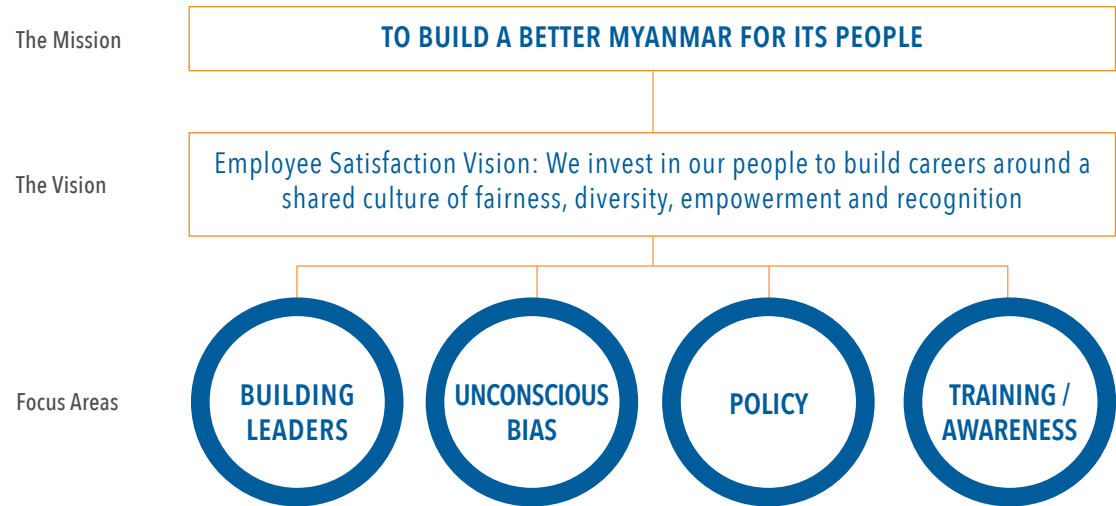 The Mission
TO BUILD A BETTER MYANMAR FOR ITS PEOPLE
The Vision
Employee Satisfaction Vision: We invest in our people to build careers around a
shared culture of fairness, diversity, empowerment and recognition
Focus Areas
BUILDING
LEADERS
UNCONSCIOUS
BIAS
POLICY
TRAINING /
AWARENESS